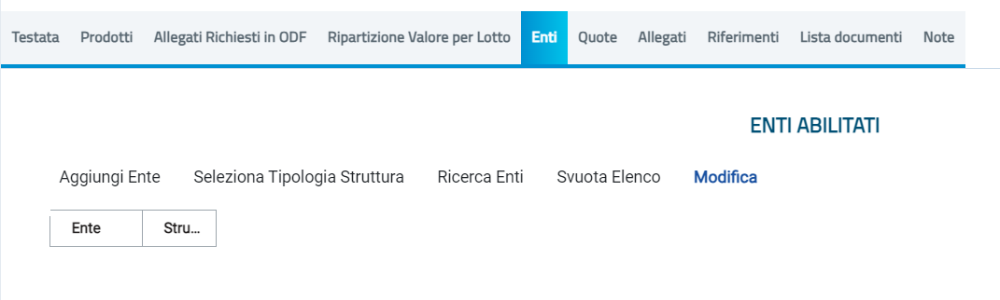 Testata Prodotti Allegati Richiesti in ODF Ripartizione Valore per Lotto Enti Quote Allegati Riferimenti Lista documenti Note
ENTI ABILITATI
Aggiungi Ente Seleziona Tipologia Struttura Ricerca Enti Svuota Elenco Modifica
Ente Stru...